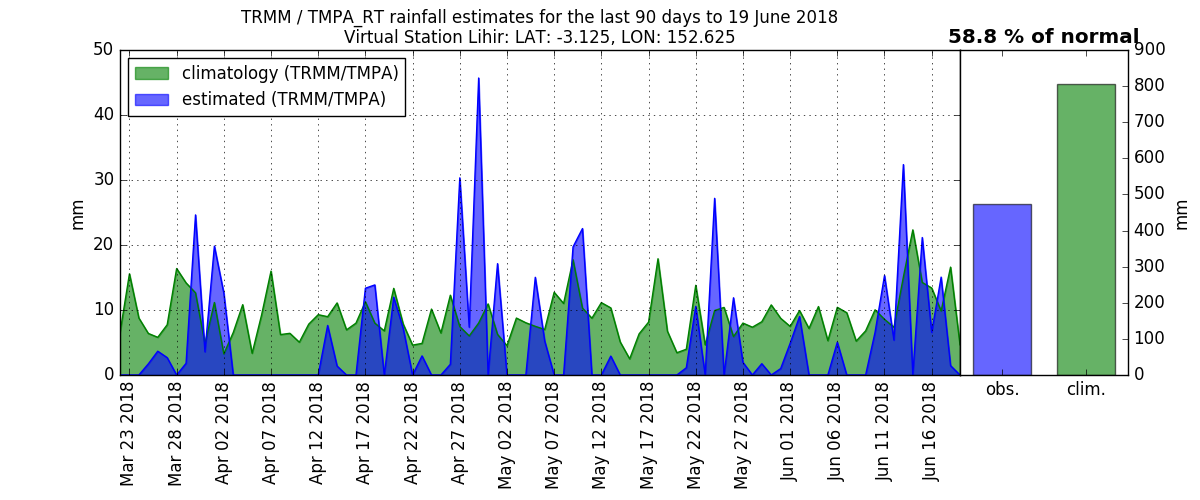 TRMM / TMPA_RT rainfall estimates for the last 90 days to 19 June 2018
Virtual Station Lihir: LAT: -3.125, LON: 152.625
58.8 % of normal
climatology (TRMM/TMPA)
estimated (TRMM/TMPA)
mm
50
40
30
20
10
0
Mar 23 2018
Mar 28 2018
Apr 02 2018
Apr 07 2018
Apr 12 2018
Apr 17 2018
Apr 22 2018
Apr 27 2018
May 02 2018
May 07 2018
May 12 2018
May 17 2018
May 22 2018
May 27 2018
Jun 01 2018
Jun 06 2018
Jun 11 2018
Jun 16 2018
obs.
clim.
900
800
700
600
500
400
300
200
100
0
mm